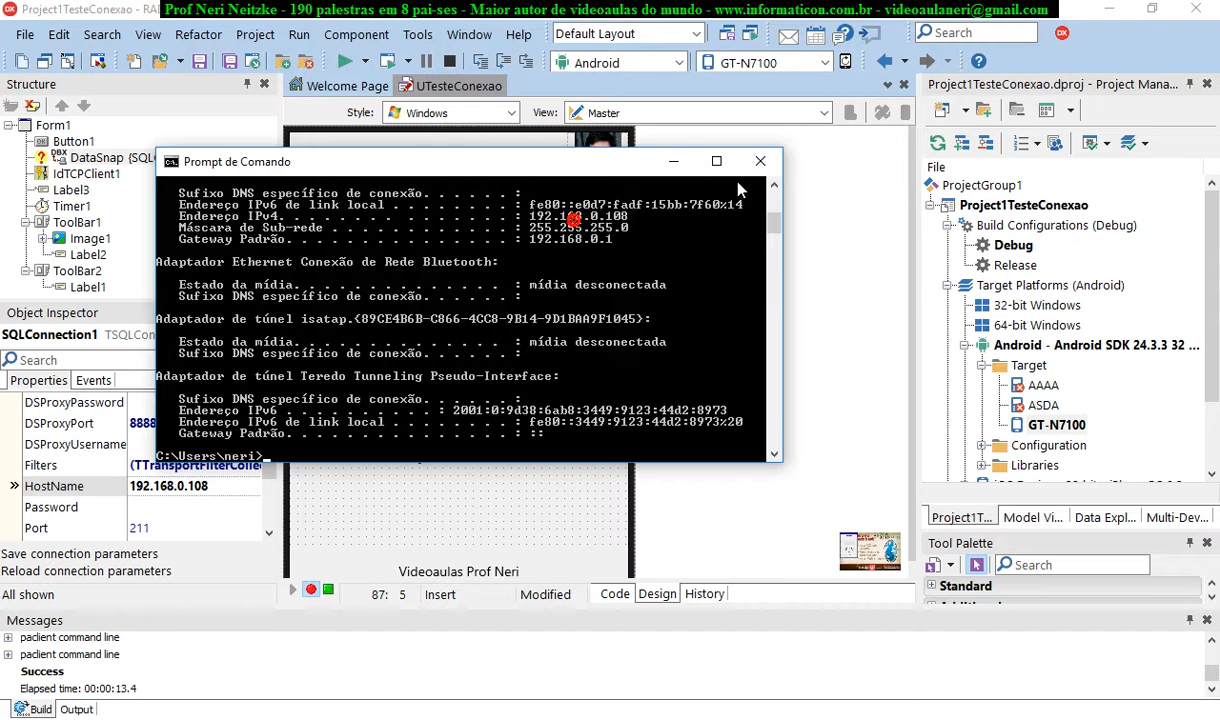 Project1TesteConexao - RA
Prof Neri Neitzke - 190 palestras em 8 pai-ses - Maior autor de videoaulas do mundo - www.informaticon.com.br - videoaulaneri@gmail.com
File Edit Search View Refactor Project Run Component Tools Window Help
Default Layout
Search
Android
GT-N7100
Structure
Welcome Page
UTesteConexao
Style: Windows
View: Master
Form1
Button1
DataSnap {SQL
IdTCPClient1
Label3
Timer1
ToolBar1
Image1
Label2
ToolBar2
Label1
Object Inspector
SQLConnection1 TSQLCon
Search
Properties Events
DSProxyPassword
DSProxyPort 8888
DSProxyUsername
Filters (TTransportFilterCollec
HostName 192.168.0.108
Password
Port 211
Save connection parameters
Reload connection parameters
All shown
Prompt de Comando
Sufixo DNS específico de conexão. . . . . . :
Endereço IPv6 de link local . . . . . . . . : fe80::e0d7:fadf:15bb:7f60%14
Endereço IPv4. . . . . . . . . . . . . . . : 192.168.0.108
Máscara de Sub-rede . . . . . . . . . . . . : 255.255.255.0
Gateway Padrão. . . . . . . . . . . . . . . : 192.168.0.1
Adaptador Ethernet Conexão de Rede Bluetooth:
Estado da mídia. . . . . . . . . . . . . . : mídia desconectada
Sufixo DNS específico de conexão. . . . . . :
Adaptador de túnel isatap.{89CE4B6B-C866-4CC8-9B14-9D1BAA9F1045}:
Estado da mídia. . . . . . . . . . . . . . : mídia desconectada
Sufixo DNS específico de conexão. . . . . . :
Adaptador de túnel Teredo Tunneling Pseudo-Interface:
Sufixo DNS específico de conexão. . . . . . :
Endereço IPv6 . . . . . . . . . . : 2001:0:9d38:6ab8:3449:9123:44d2:8973
Endereço IPv6 de link local . . . . . . . . : fe80::3449:9123:44d2:8973%20
Gateway Padrão. . . . . . . . . . . . . . . : ::
C:\Users\neri>
Videoaulas Prof Neri
87: 5 Insert Modified Code Design History
Project1TesteConexao.dproj - Project Mana...
File
ProjectGroup1
Project1TesteConexao
Build Configurations (Debug)
Debug
Release
Target Platforms (Android)
32-bit Windows
64-bit Windows
Android - Android SDK 24.3.3 32 ...
Target
AAAA
ASDA
GT-N7100
Configuration
Libraries
Project1T... Model Vi... Data Expl... Multi-Dev...
Tool Palette
Search
Standard
Messages
paclient command line
paclient command line
Success
Elapsed time: 00:00:13.4
Build Output